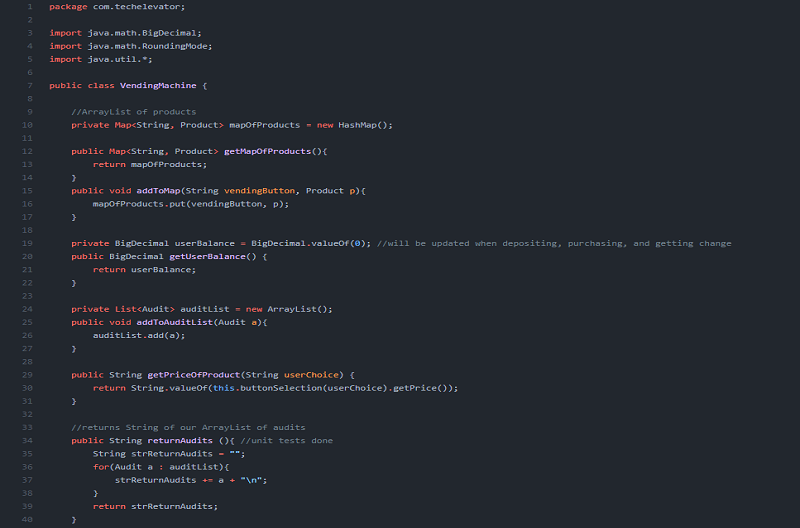 1 package com.techelevator;
2
3 import java.math.BigDecimal;
4 import java.math.RoundingMode;
5 import java.util.*;
6
7 public class VendingMachine {
8
9 //ArrayList of products
10 private Map<String, Product> mapOfProducts = new HashMap();
11
12 public Map<String, Product> getMapOfProducts(){
13 return mapOfProducts;
14 }
15 public void addToMap(String vendingButton, Product p){
16 mapOfProducts.put(vendingButton, p);
17 }
18
19 private BigDecimal userBalance = BigDecimal.valueOf(0); //will be updated when depositing, purchasing, and getting change
20 public BigDecimal getUserBalance() {
21 return userBalance;
22 }
23
24 private List<Audit> auditList = new ArrayList();
25 public void addToAuditList(Audit a){
26 auditList.add(a);
27 }
28
29 public String getPriceOfProduct(String userChoice) {
30 return String.valueOf(this.buttonSelection(userChoice).getPrice());
31 }
32
33 //returns String of our ArrayList of audits
34 public String returnAudits (){ //unit tests done
35 String strReturnAudits = "";
36 for(Audit a : auditList){
37 strReturnAudits += a + "\n";
38 }
39 return strReturnAudits;
40 }